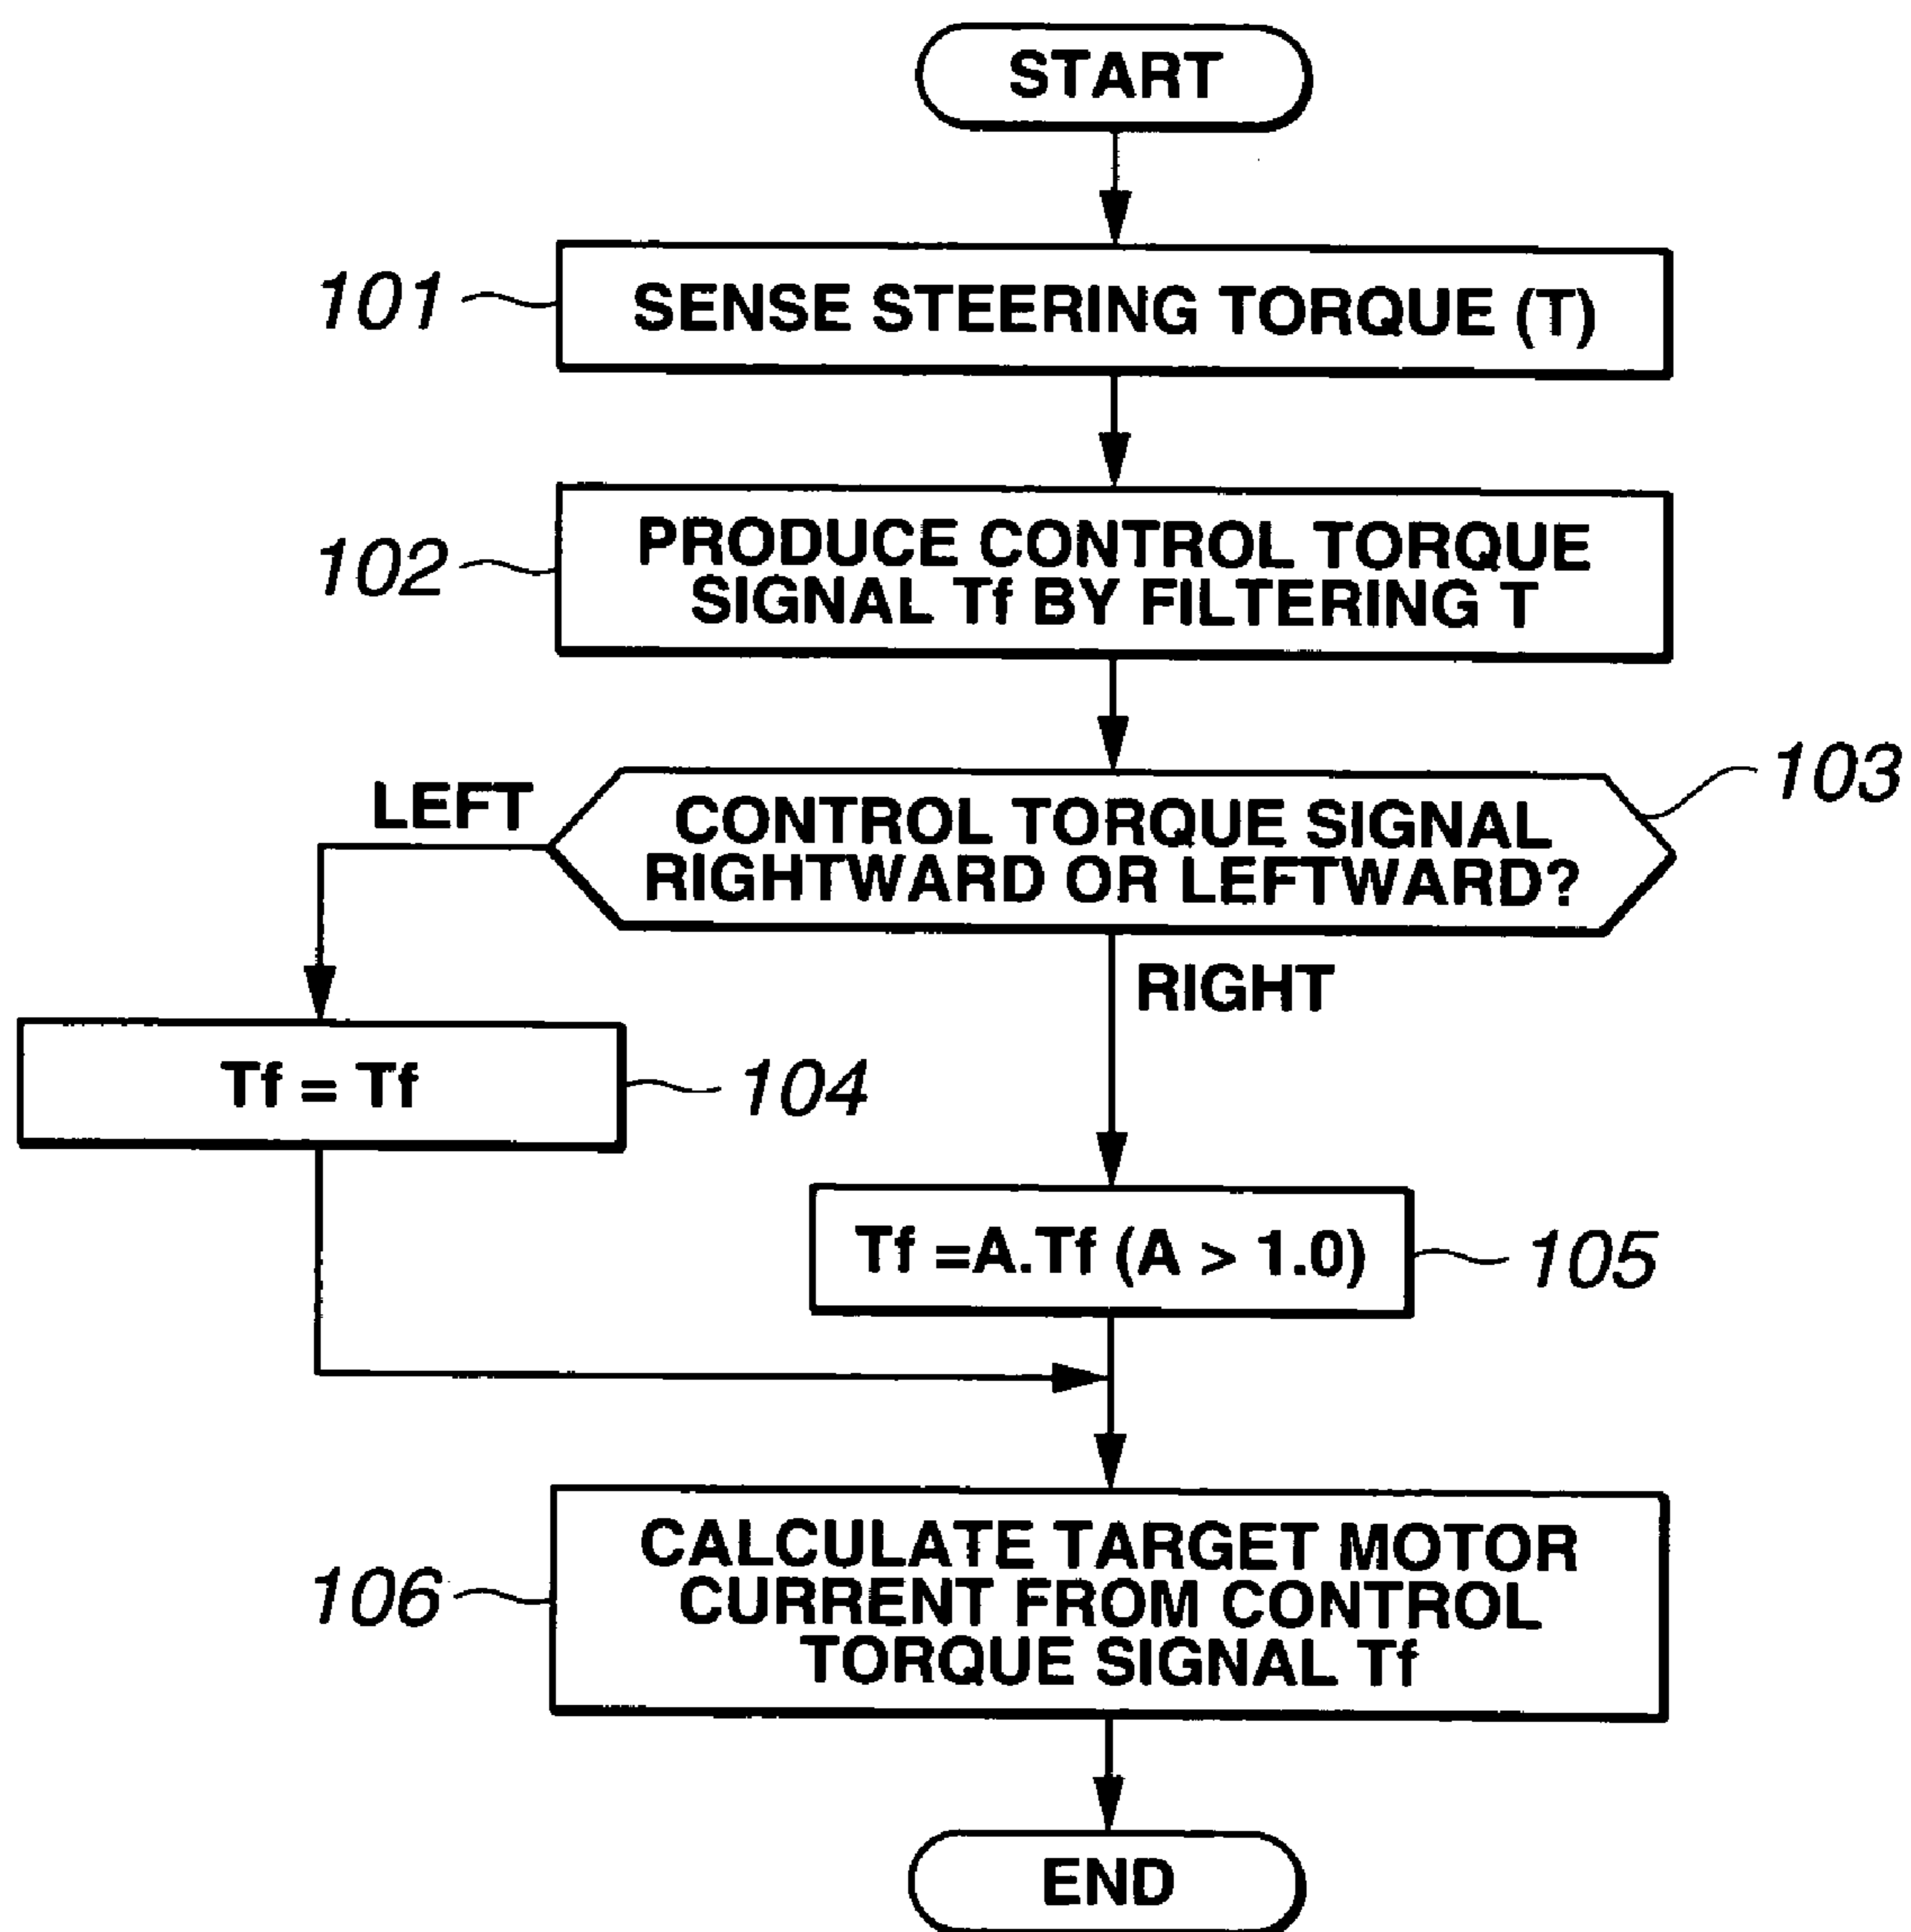 START
101
SENSE STEERING TORQUE (T)
102
PRODUCE CONTROL TORQUE
SIGNAL Tf BY FILTERING T
103
LEFT
CONTROL TORQUE SIGNAL
RIGHTWARD OR LEFTWARD?
RIGHT
Tf = Tf
104
Tf =A.Tf (A > 1.0)
105
106
CALCULATE TARGET MOTOR
CURRENT FROM CONTROL
TORQUE SIGNAL Tf
END